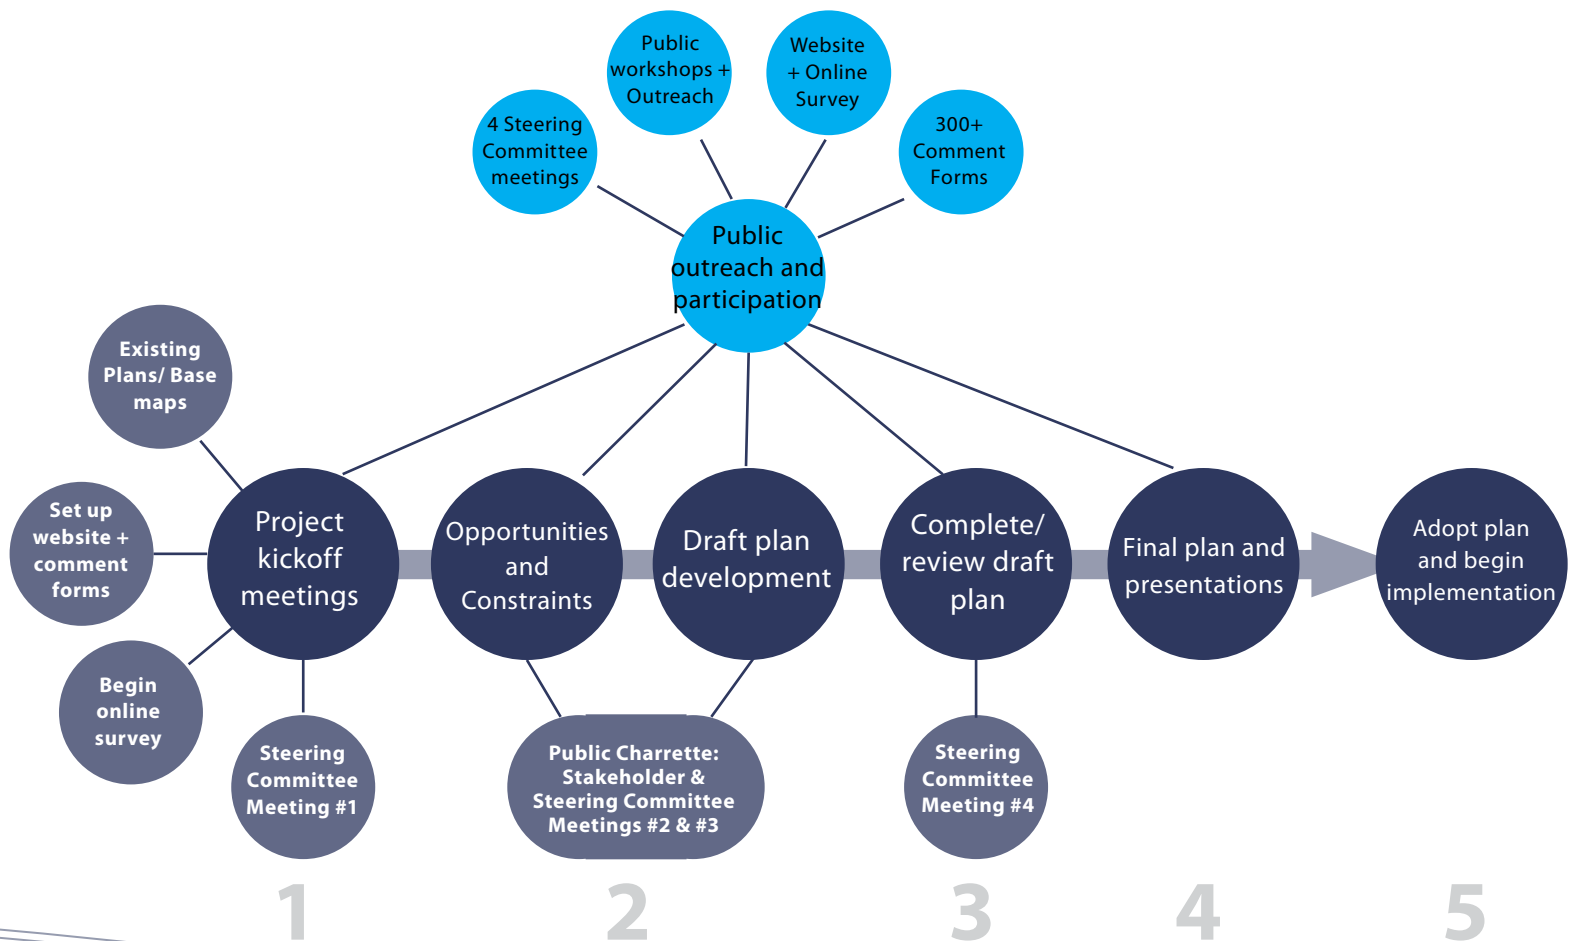 Public
workshops +
Outreach
Website
+ Online
Survey
4 Steering
Committee
meetings
300+
Comment
Forms
Public
outreach and
participation
Existing
Plans/ Base
maps
Set up
website +
comment
forms
Begin
online
survey
Project
kickoff
meetings
Opportunities
and
Constraints
Draft plan
development
Complete/
review draft
plan
Final plan and
presentations
Adopt plan
and begin
implementation
Steering
Committee
Meeting #1
Public Charrette:
Stakeholder &
Steering Committee
Meetings #2 & #3
Steering
Committee
Meeting #4
1
2
3
4
5